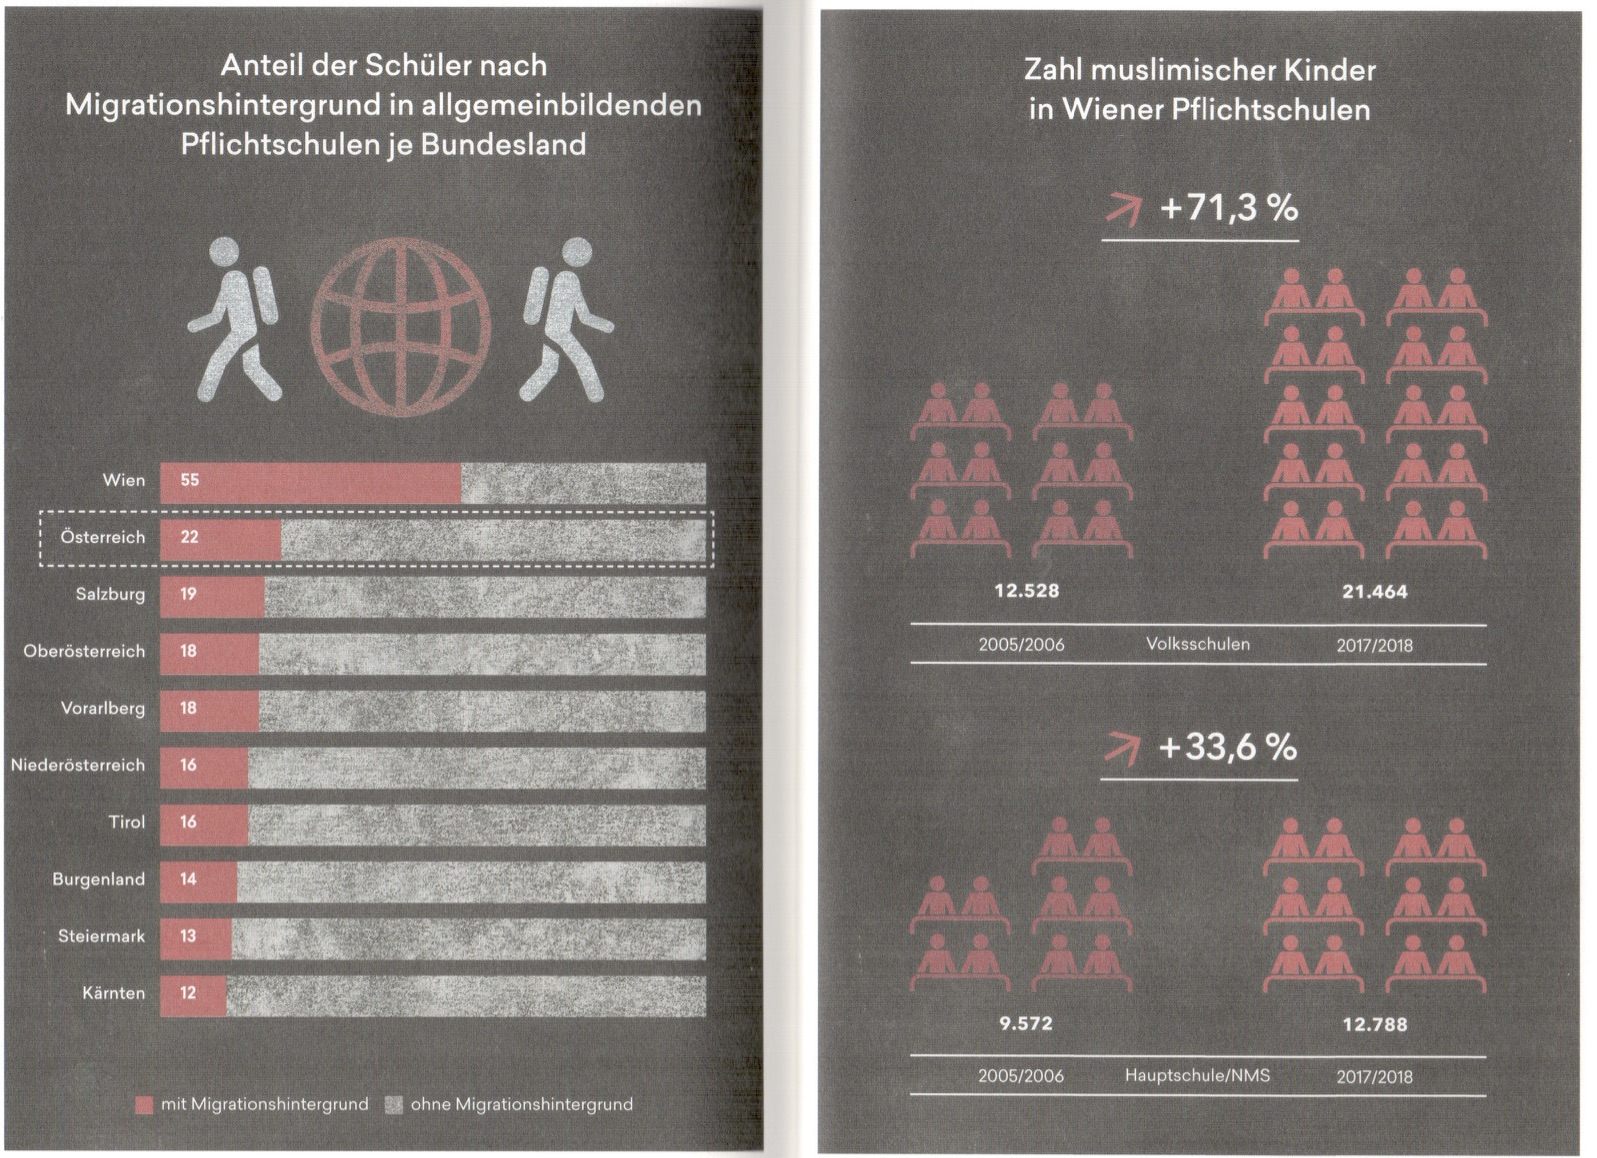 Anteil der Schüler nach
Migrationshintergrund in allgemeinbildenden
Pflichtschulen je Bundesland
Wien 55
Österreich 22
Salzburg 19
Oberösterreich 18
Vorarlberg 18
Niederösterreich 16
Tirol 16
Burgenland 14
Steiermark 13
Kärnten 12
mit Migrationshintergrund ohne Migrationshintergrund
Zahl muslimischer Kinder
in Wiener Pflichtschulen
+71,3 %
12.528 21.464
2005/2006 Volksschulen 2017/2018
+33,6 %
9.572 12.788
2005/2006 Hauptschule/NMS 2017/2018